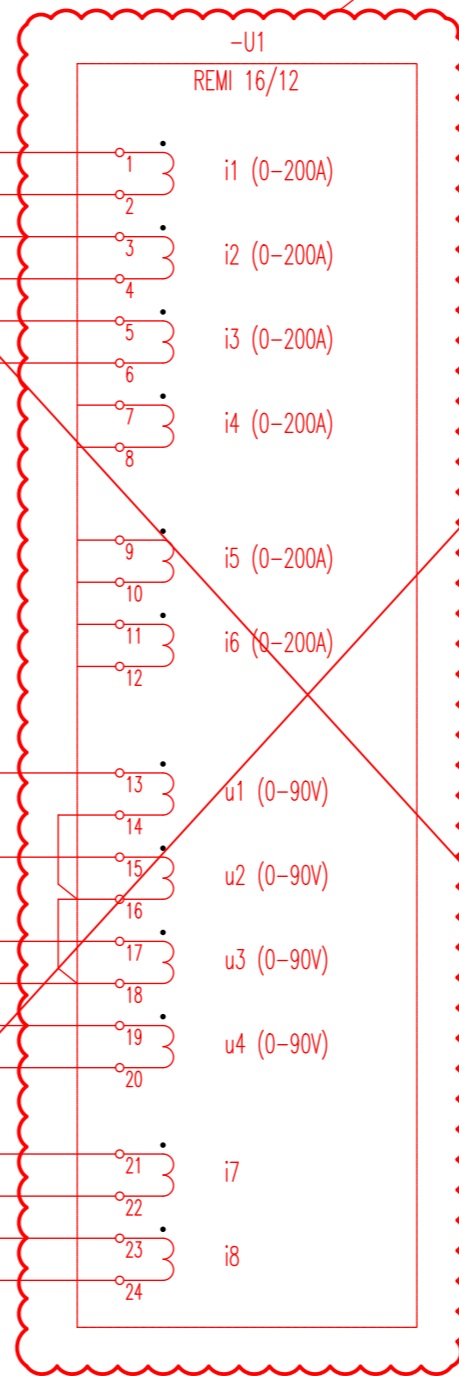 -U1
REMI 16/12
1
i1 (0-200A)
2
3
i2 (0-200A)
4
5
i3 (0-200A)
6
7
i4 (0-200A)
8
9
i5 (0-200A)
10
11
i6 (0-200A)
12
13
u1 (0-90V)
14
15
u2 (0-90V)
16
17
u3 (0-90V)
18
19
u4 (0-90V)
20
21
i7
22
23
i8
24